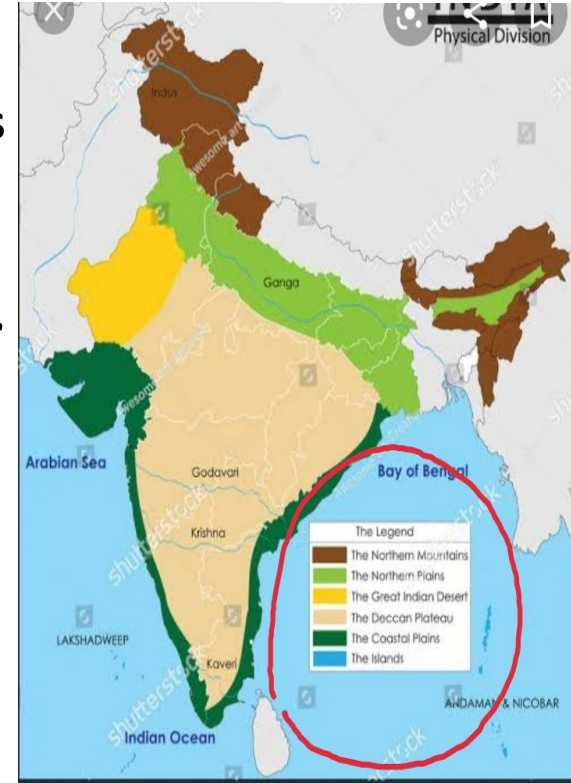 Physical Division
Indus
Ganga
Arabian Sea
Bay of Bengal
Godavari
Krishna
The Legend
The Northern Mountains
The Northern Plains
The Great Indian Desert
The Deccan Plateau
The Coastal Plains
The Islands
LAKSHADWEEP
Kaveri
ANDAMAN & NICOBAR
Indian Ocean
shutterstock